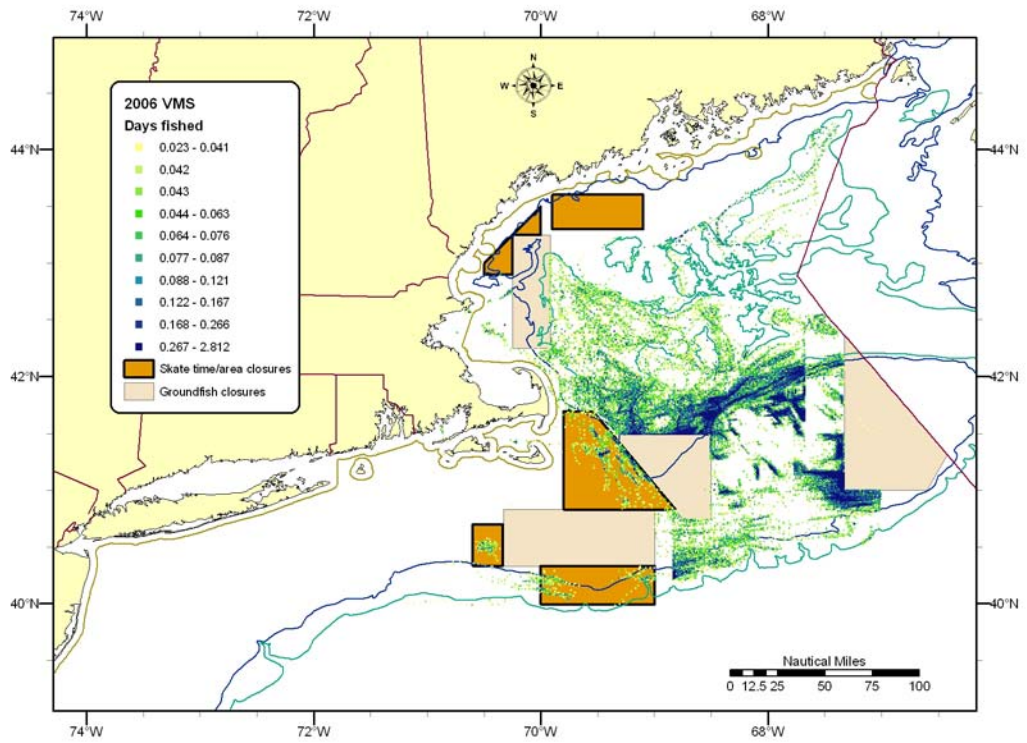 74°W 72°W 70°W 68°W
N
W E
S
2006 VMS
Days fished
0.023 - 0.041
0.042
0.043
0.044 - 0.063
0.064 - 0.076
0.077 - 0.087
0.088 - 0.121
0.122 - 0.167
0.168 - 0.266
0.267 - 2.812
Skate time/area closures
Groundfish closures
44°N 44°N
42°N 42°N
40°N 40°N
Nautical Miles
0 12.5 25 50 75 100
74°W 72°W 70°W 68°W